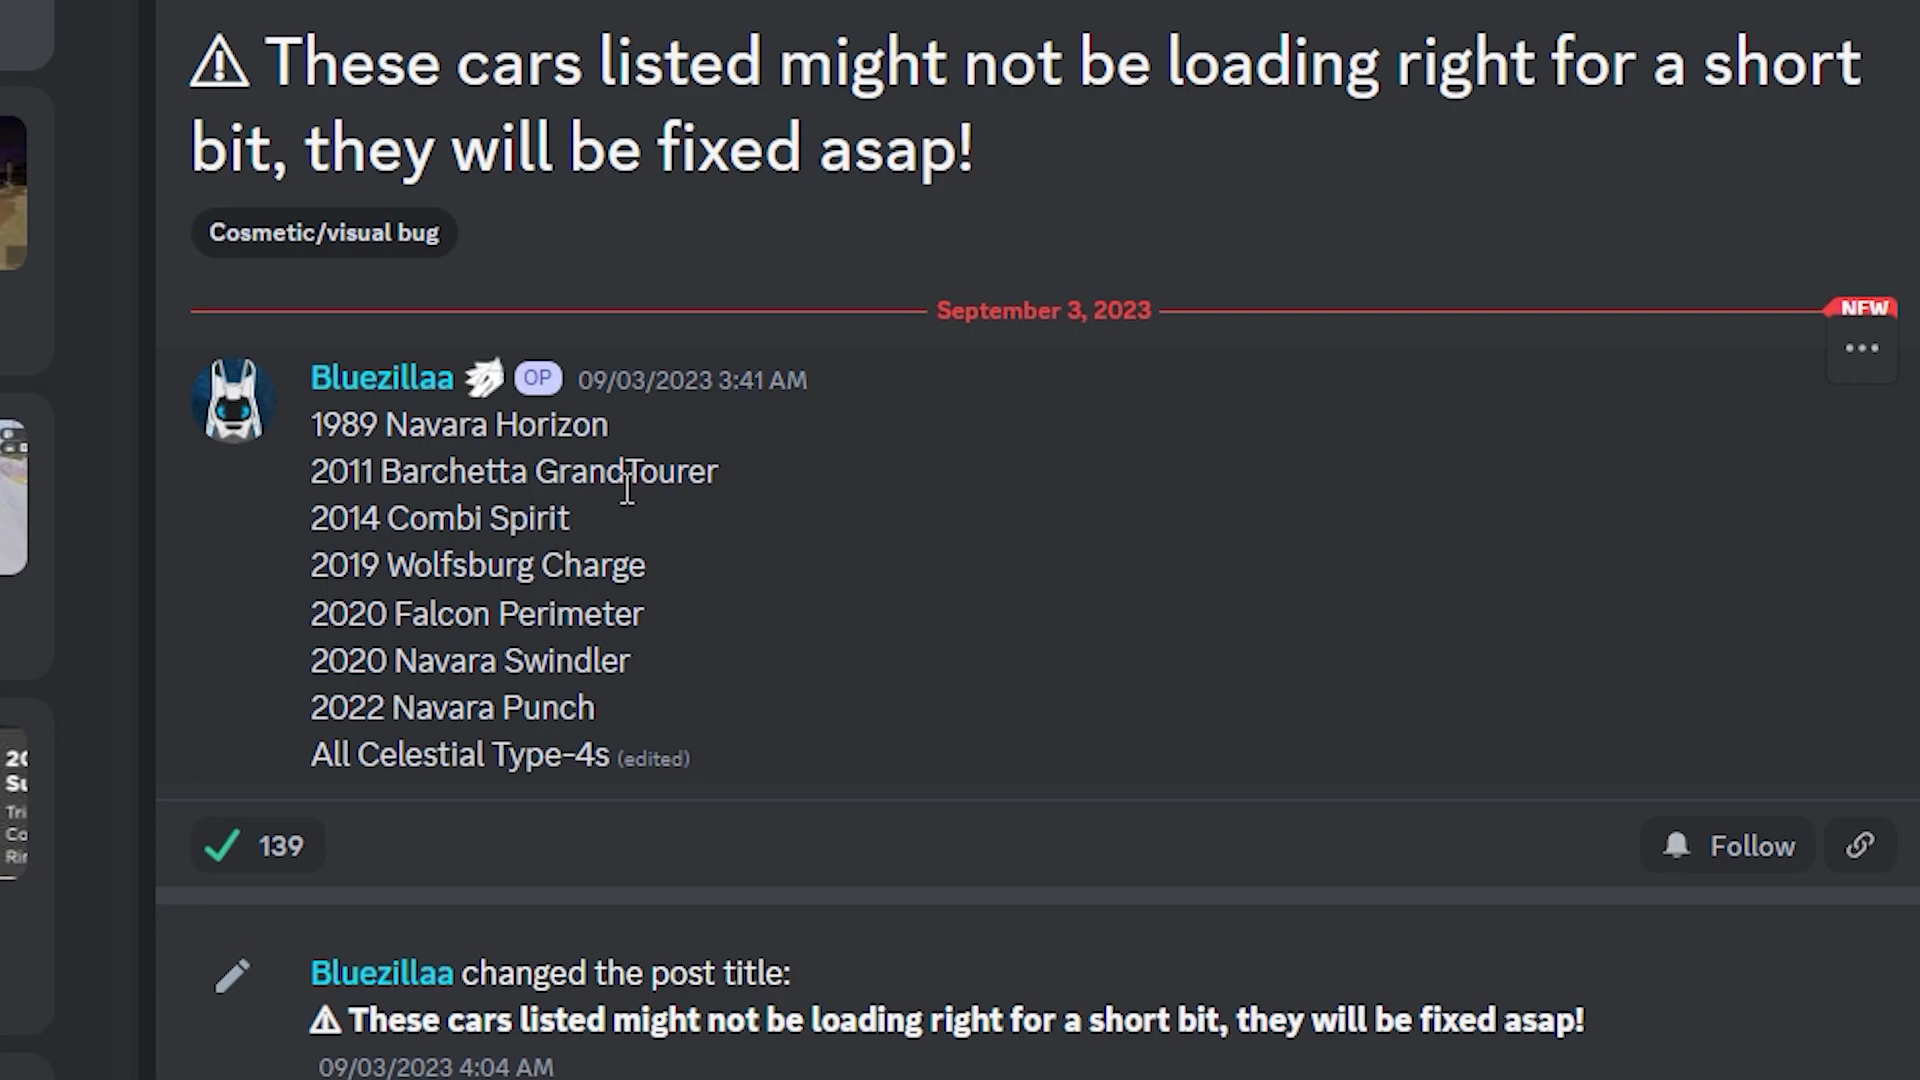 ⚠ These cars listed might not be loading right for a short
bit, they will be fixed asap!
Cosmetic/visual bug
September 3, 2023
NEW
Bluezillaa OP 09/03/2023 3:41 AM
1989 Navara Horizon
2011 Barchetta GrandTourer
2014 Combi Spirit
2019 Wolfsburg Charge
2020 Falcon Perimeter
2020 Navara Swindler
2022 Navara Punch
All Celestial Type-4s (edited)
139
Follow
Bluezillaa changed the post title:
⚠ These cars listed might not be loading right for a short bit, they will be fixed asap!
09/03/2023 4:04 AM